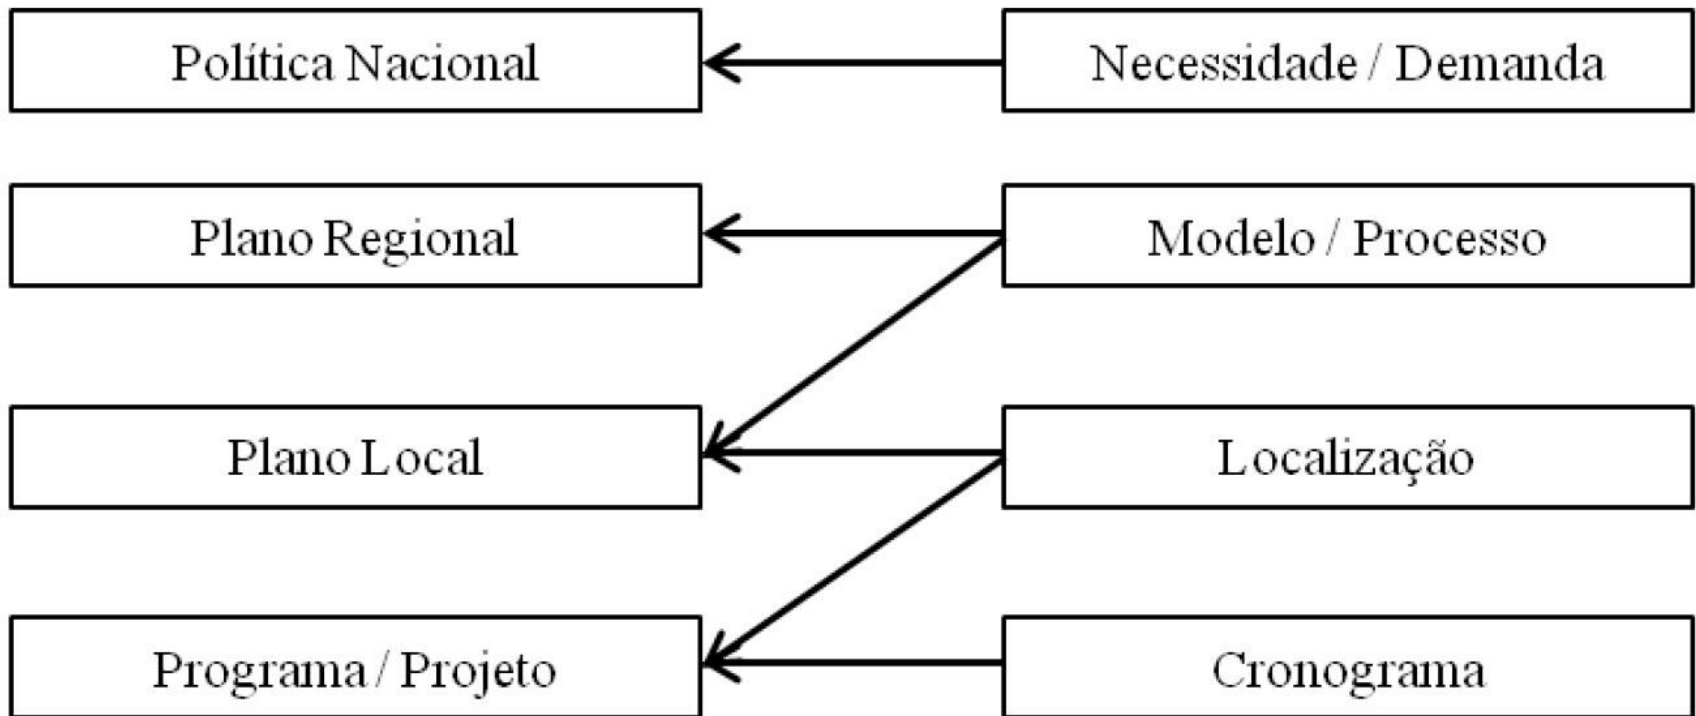 Política Nacional
Necessidade / Demanda
Plano Regional
Modelo / Processo
Plano Local
Localização
Programa / Projeto
Cronograma